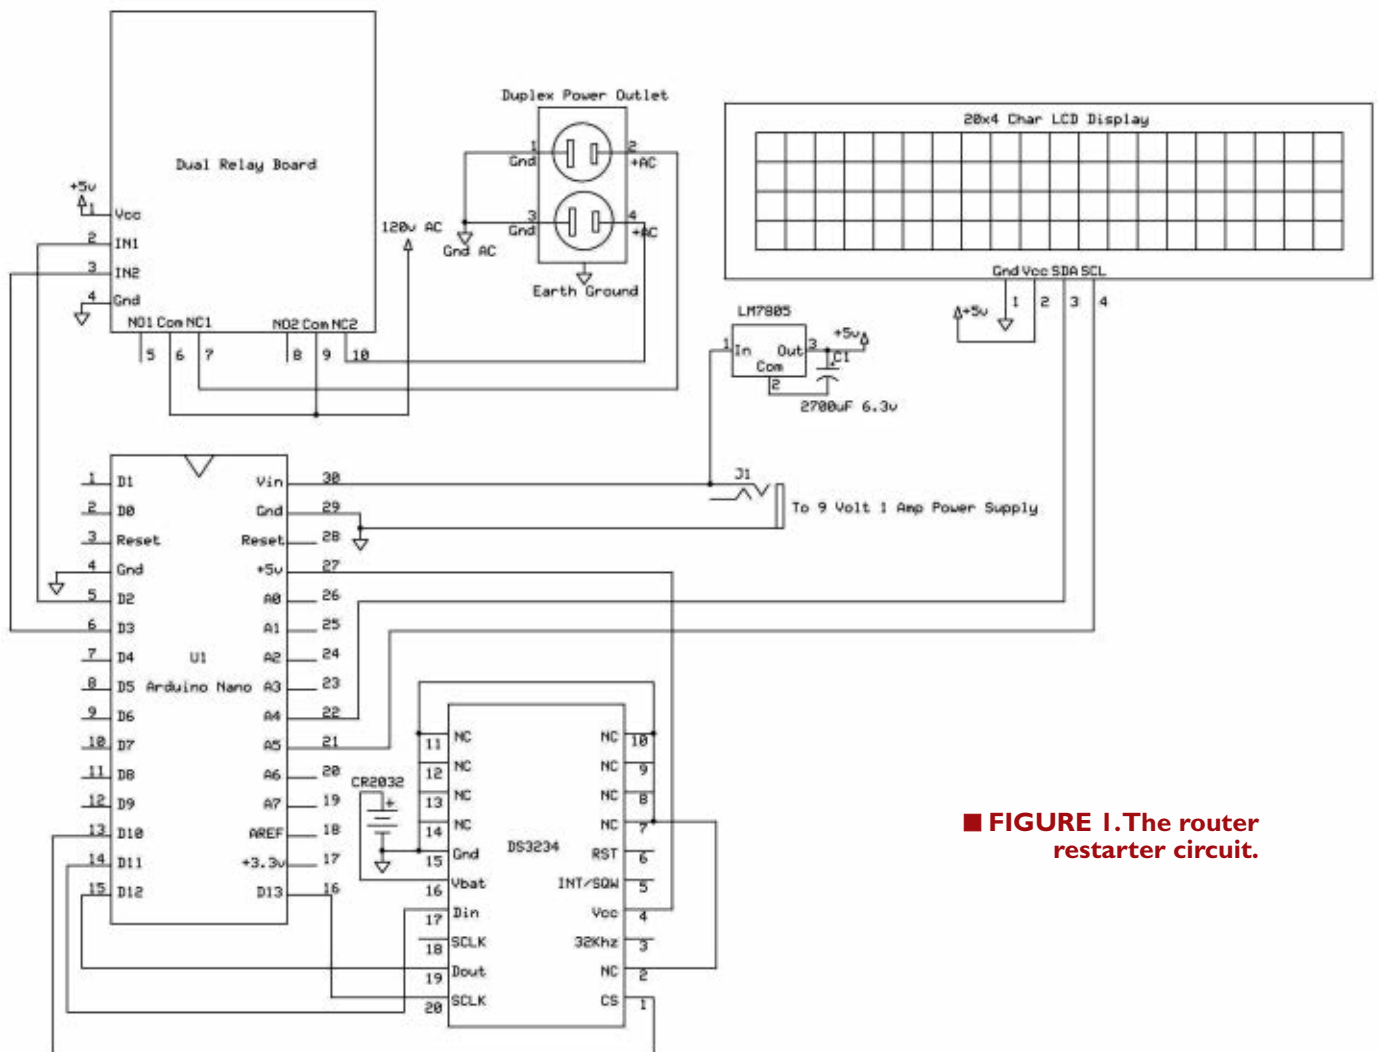 Dual Relay Board
+5v
1 Vcc
2 IN1
3 IN2
4 Gnd
NO1 Com NC1 NO2 Com NC2
5 6 7 8 9 10
120v AC
Duplex Power Outlet
1 2
Gnd +AC
3 4
Gnd +AC
Gnd AC
Earth Ground
20x4 Char LCD Display
Gnd Vcc SDA SCL
1 2 3 4
+5v
LM7805
1 In Out 3
Com
2
+5v
C1
+
2700uF 6.3v
J1
To 9 Volt 1 Amp Power Supply
1 D1 Vin 30
2 D0 Gnd 29
3 Reset Reset 28
4 Gnd +5v 27
5 D2 A0 26
6 D3 A1 25
7 D4 U1 A2 24
8 D5 Arduino Nano A3 23
9 D6 A4 22
10 D7 A5 21
11 D8 A6 20
12 D9 A7 19
13 D10 AREF 18
14 D11 +3.3v 17
15 D12 D13 16
CR2032
+
11 NC NC 10
12 NC NC 9
13 NC NC 8
14 NC NC 7
15 Gnd DS3234 RST 6
16 Vbat INT/SQW 5
17 Din Vcc 4
18 SCLK 32Khz 3
19 Dout NC 2
20 SCLK CS 1
FIGURE 1. The router
restarter circuit.